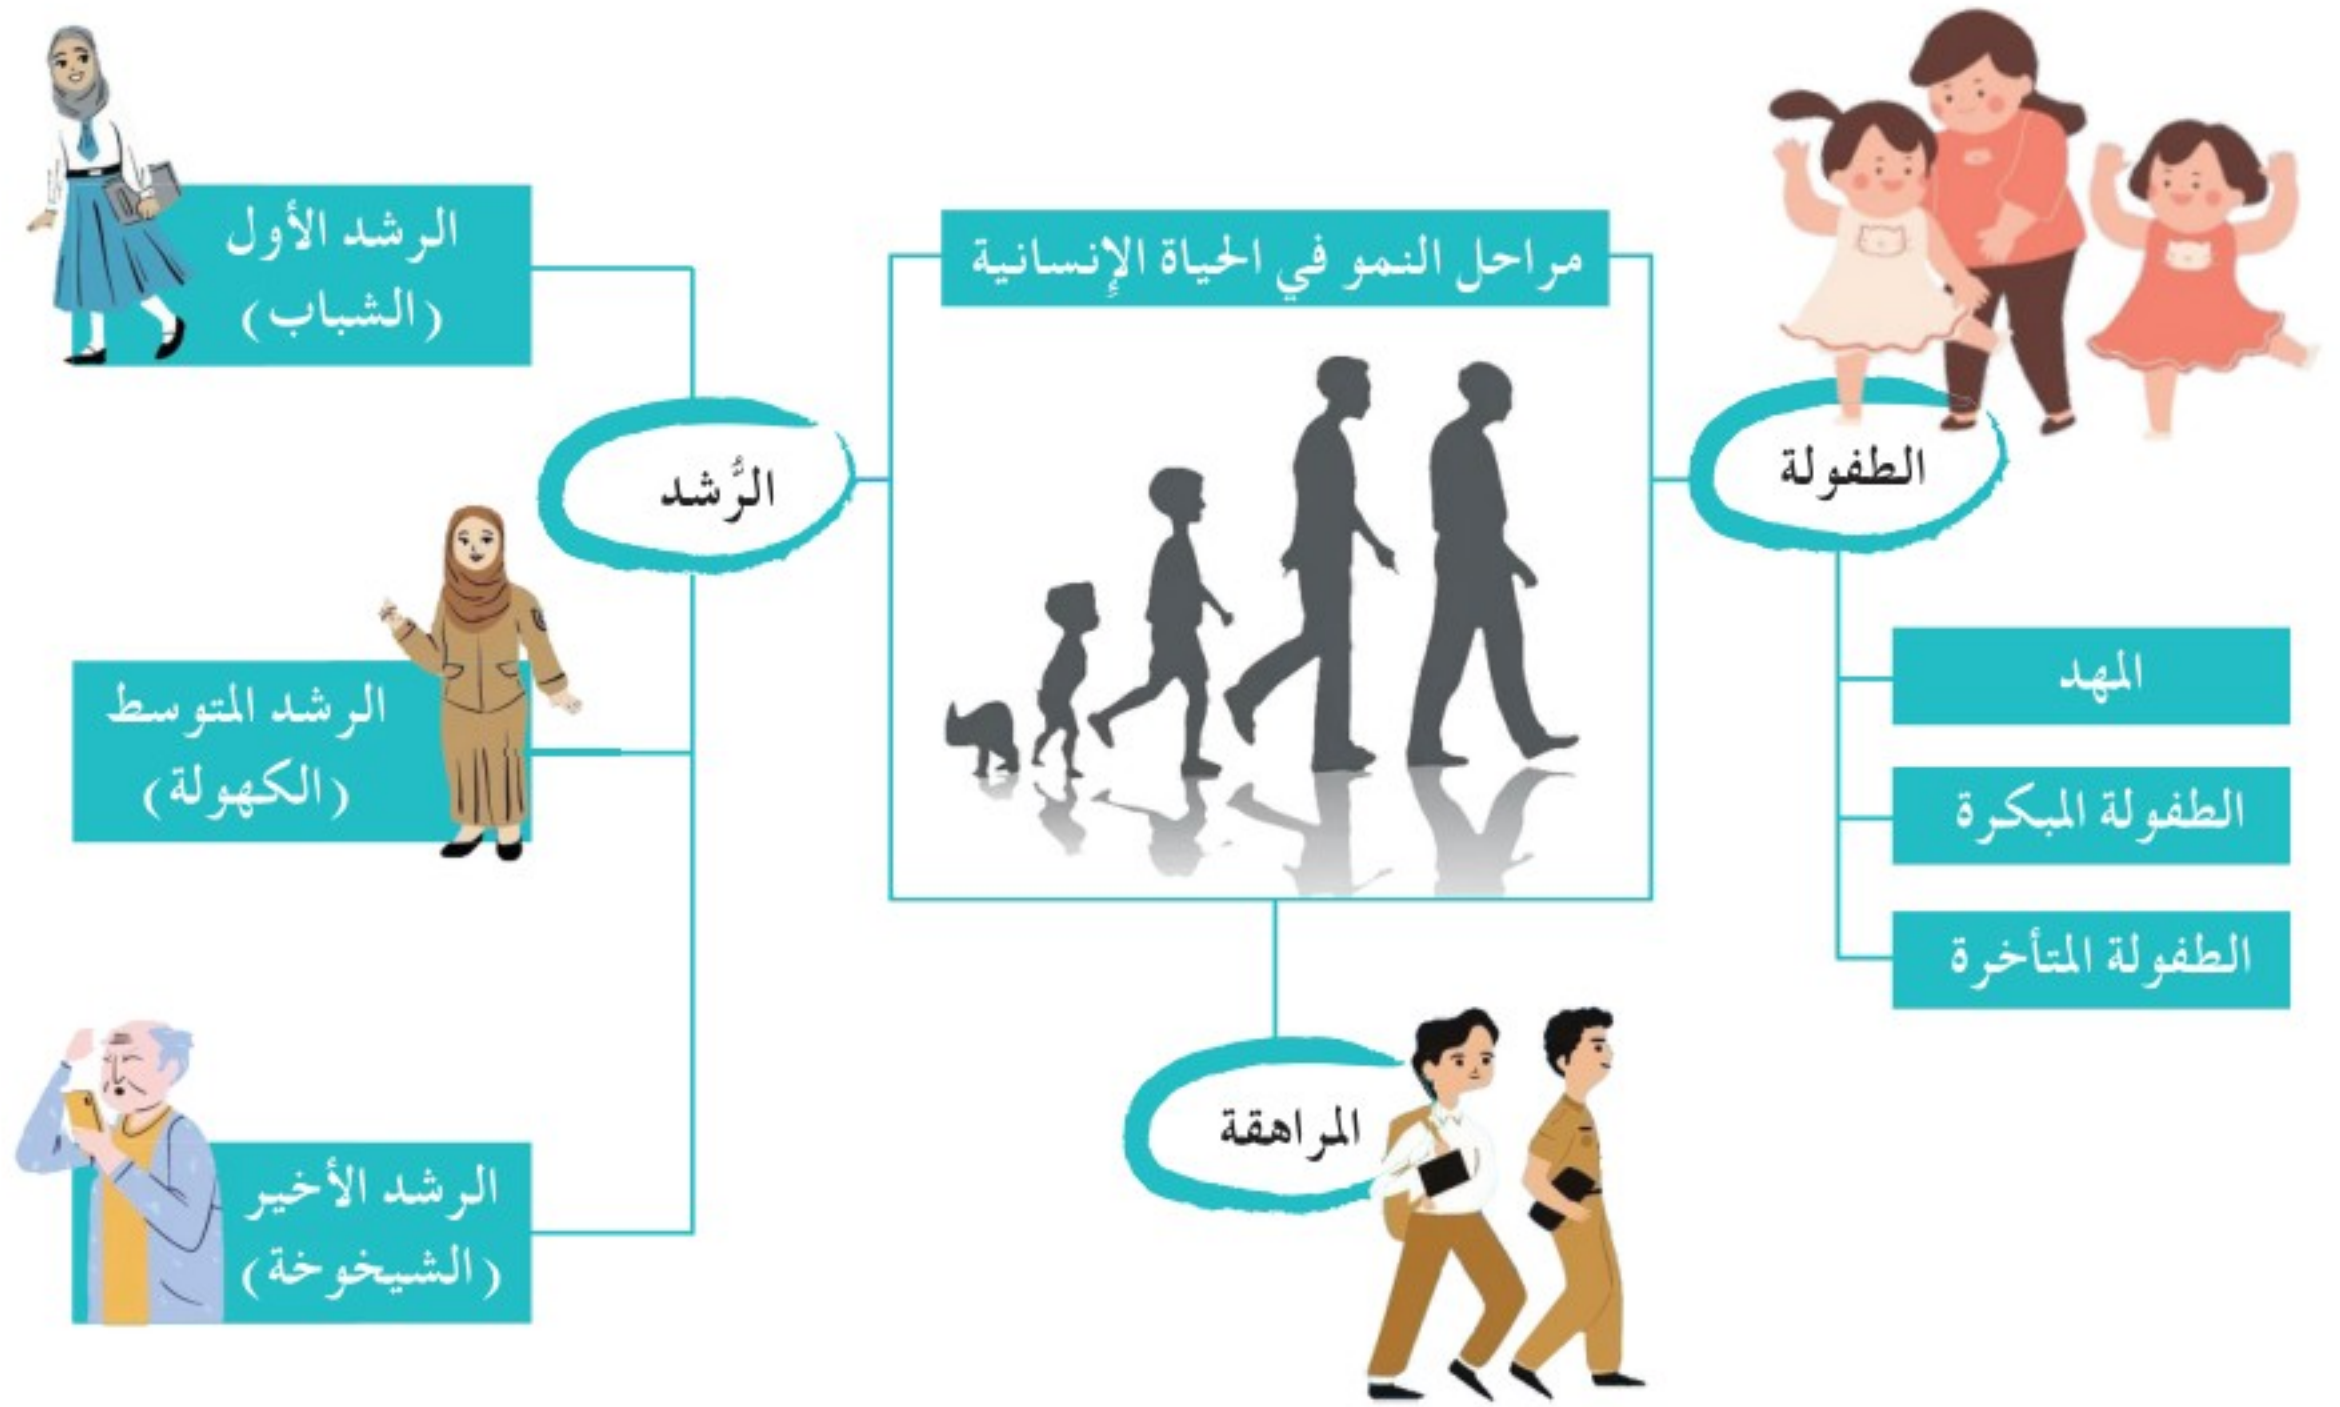 مراحل النمو في الحياة الإنسانية
الطفولة
المهد
الطفولة المبكرة
الطفولة المتأخرة
المراهقة
الرُّشد
الرشد الأول
(الشباب)
الرشد المتوسط
(الكهولة)
الرشد الأخير
(الشيخوخة)